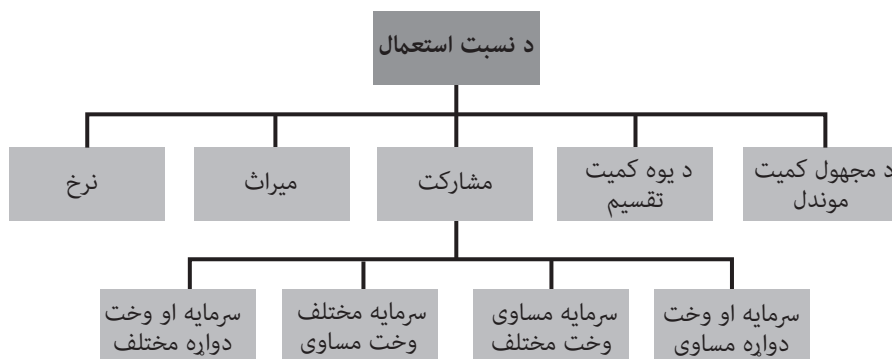 د نسبت استعمال
د مجهول کمیت
موندل
د یوه کمیت
تقسیم
مشارکت
میراث
نرخ
سرمایه او وخت
دواړه مساوی
سرمایه مساوی
وخت مختلف
سرمایه مختلف
وخت مساوی
سرمایه او وخت
دواړه مختلف